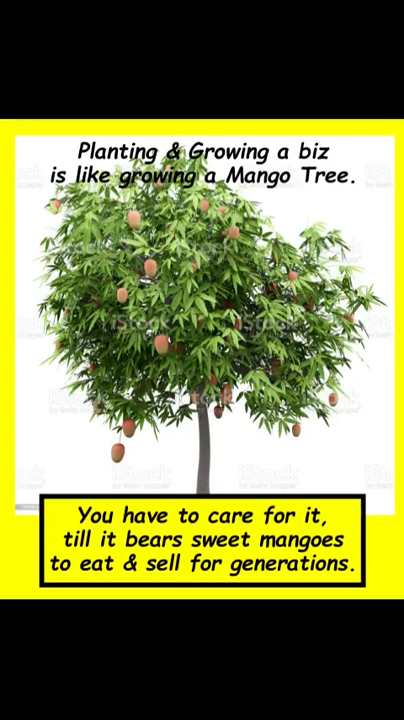 Planting & Growing a biz
is like growing a Mango Tree.
iStock
You have to care for it,
till it bears sweet mangoes
to eat & sell for generations.